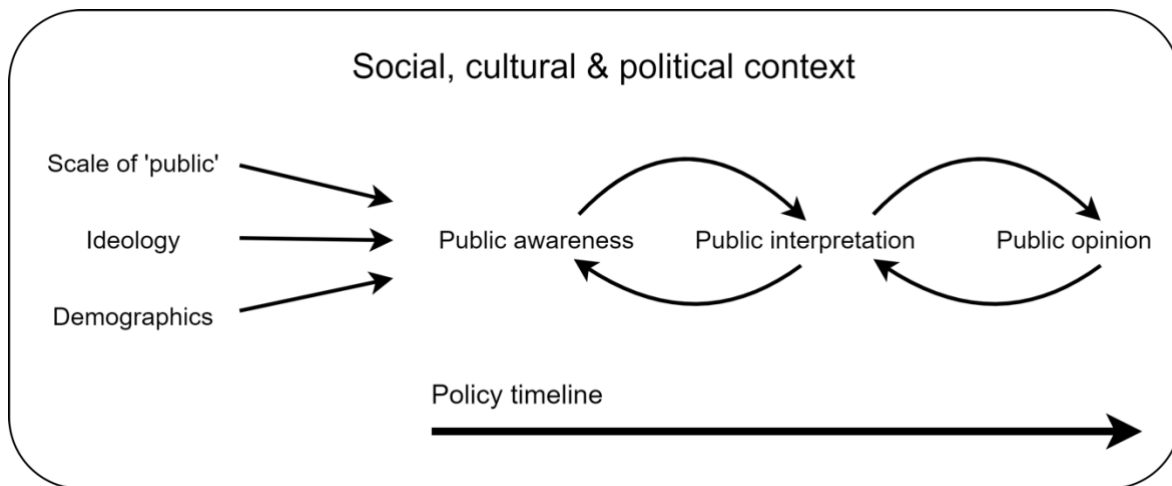 Social, cultural & political context
Scale of 'public'
Ideology
Demographics
Public awareness
Public interpretation
Public opinion
Policy timeline